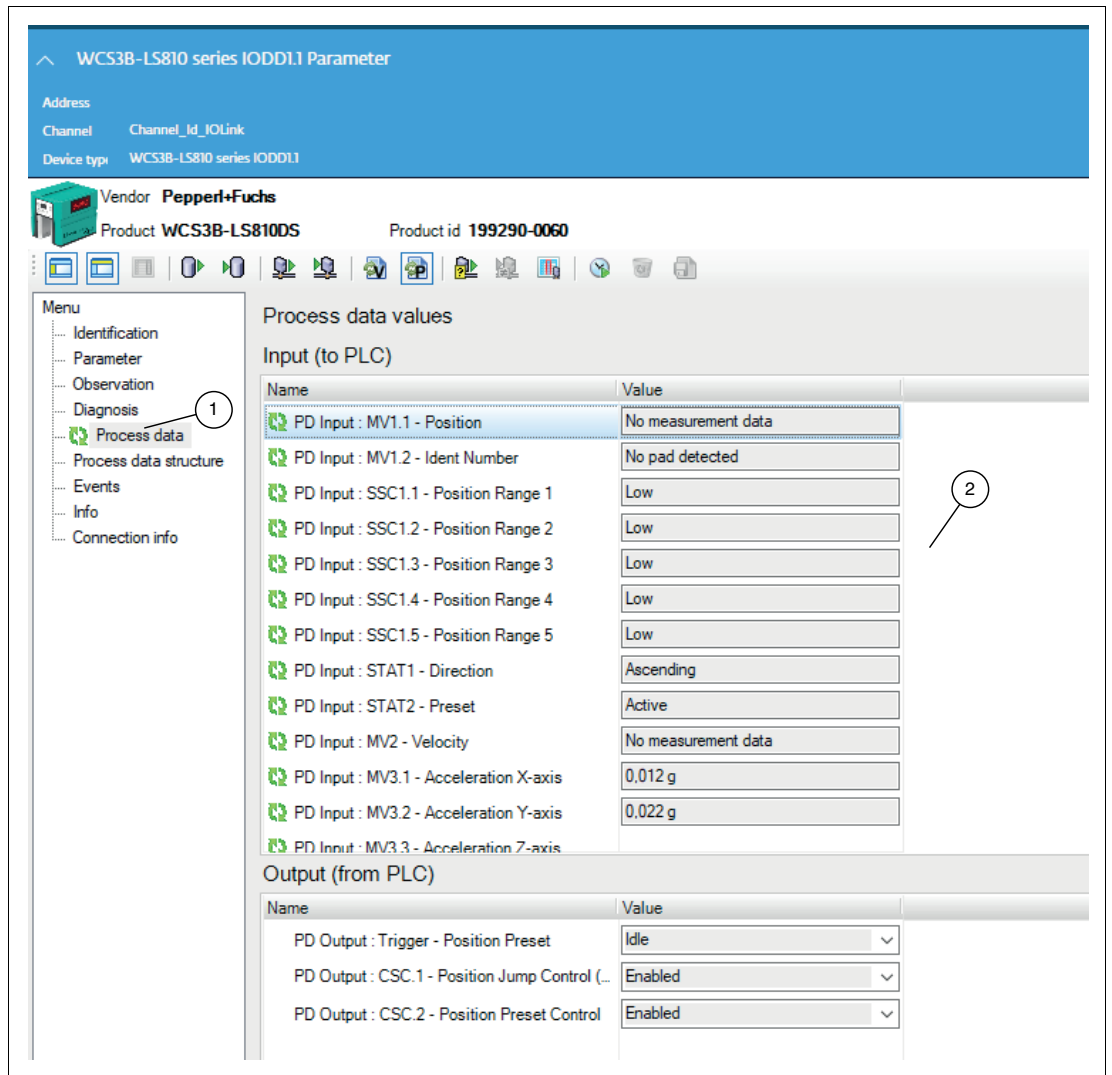 WCS3B-LS810 series IODD1.1 Parameter
Address
Channel Channel_Id_IOLink
Device type WCS3B-LS810 series IODD1.1
Vendor Pepperl+Fuchs
Product WCS3B-LS810DS Product id 199290-0060
Menu
Identification
Parameter
Observation
Diagnosis
1
Process data
Process data structure
Events
Info
Connection info
Process data values
Input (to PLC)
Name Value
PD Input : MV1.1 - Position No measurement data
PD Input : MV1.2 - Ident Number No pad detected
PD Input : SSC1.1 - Position Range 1 Low
2
PD Input : SSC1.2 - Position Range 2 Low
PD Input : SSC1.3 - Position Range 3 Low
PD Input : SSC1.4 - Position Range 4 Low
PD Input : SSC1.5 - Position Range 5 Low
PD Input : STAT1 - Direction Ascending
PD Input : STAT2 - Preset Active
PD Input : MV2 - Velocity No measurement data
PD Input : MV3.1 - Acceleration X-axis 0,012 g
PD Input : MV3.2 - Acceleration Y-axis 0,022 g
PD Input : MV3.3 - Acceleration Z-axis
Output (from PLC)
Name Value
PD Output : Trigger - Position Preset Idle
PD Output : CSC.1 - Position Jump Control (... Enabled
PD Output : CSC.2 - Position Preset Control Enabled